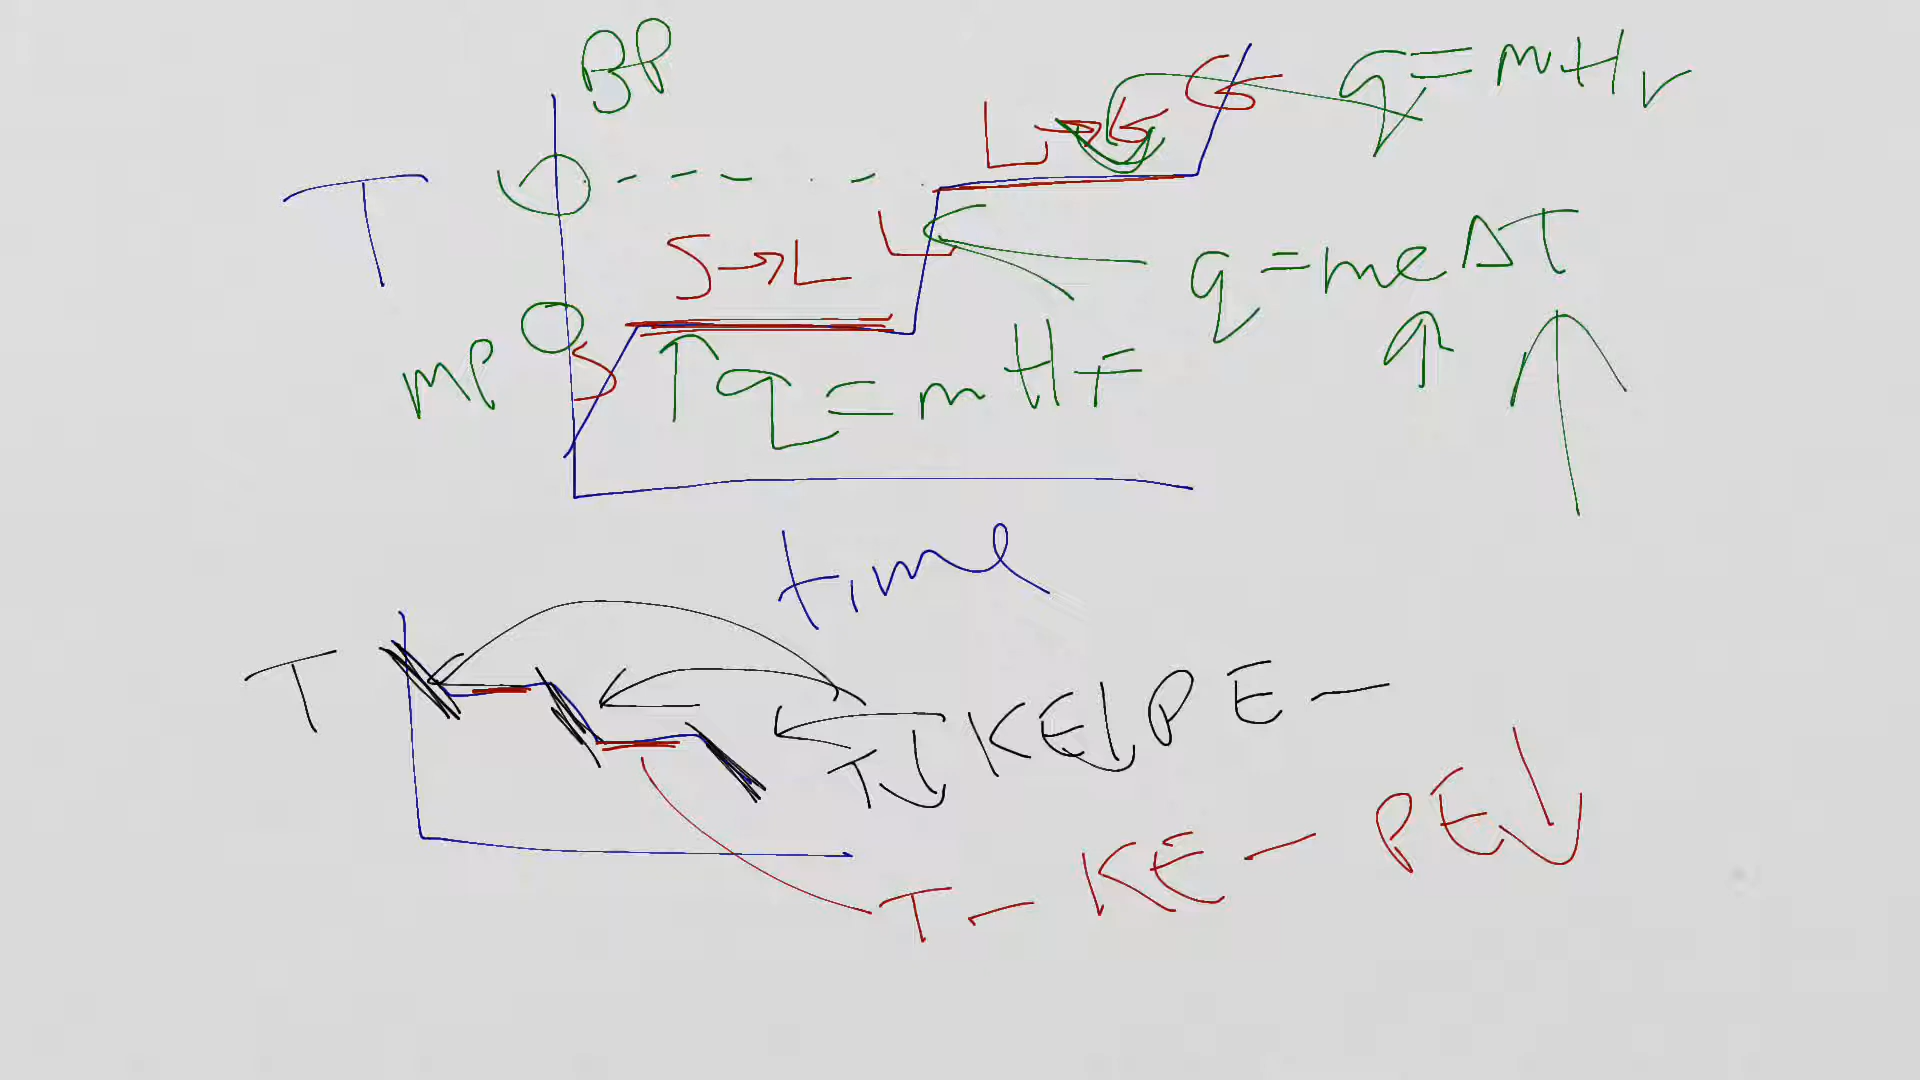 BP
q = mHv
T
L → G
G
S → L
L
q = mcΔT
MP
S
q = mHF
time
T
T↓ KE↓ PE —
T — KE — PE↓